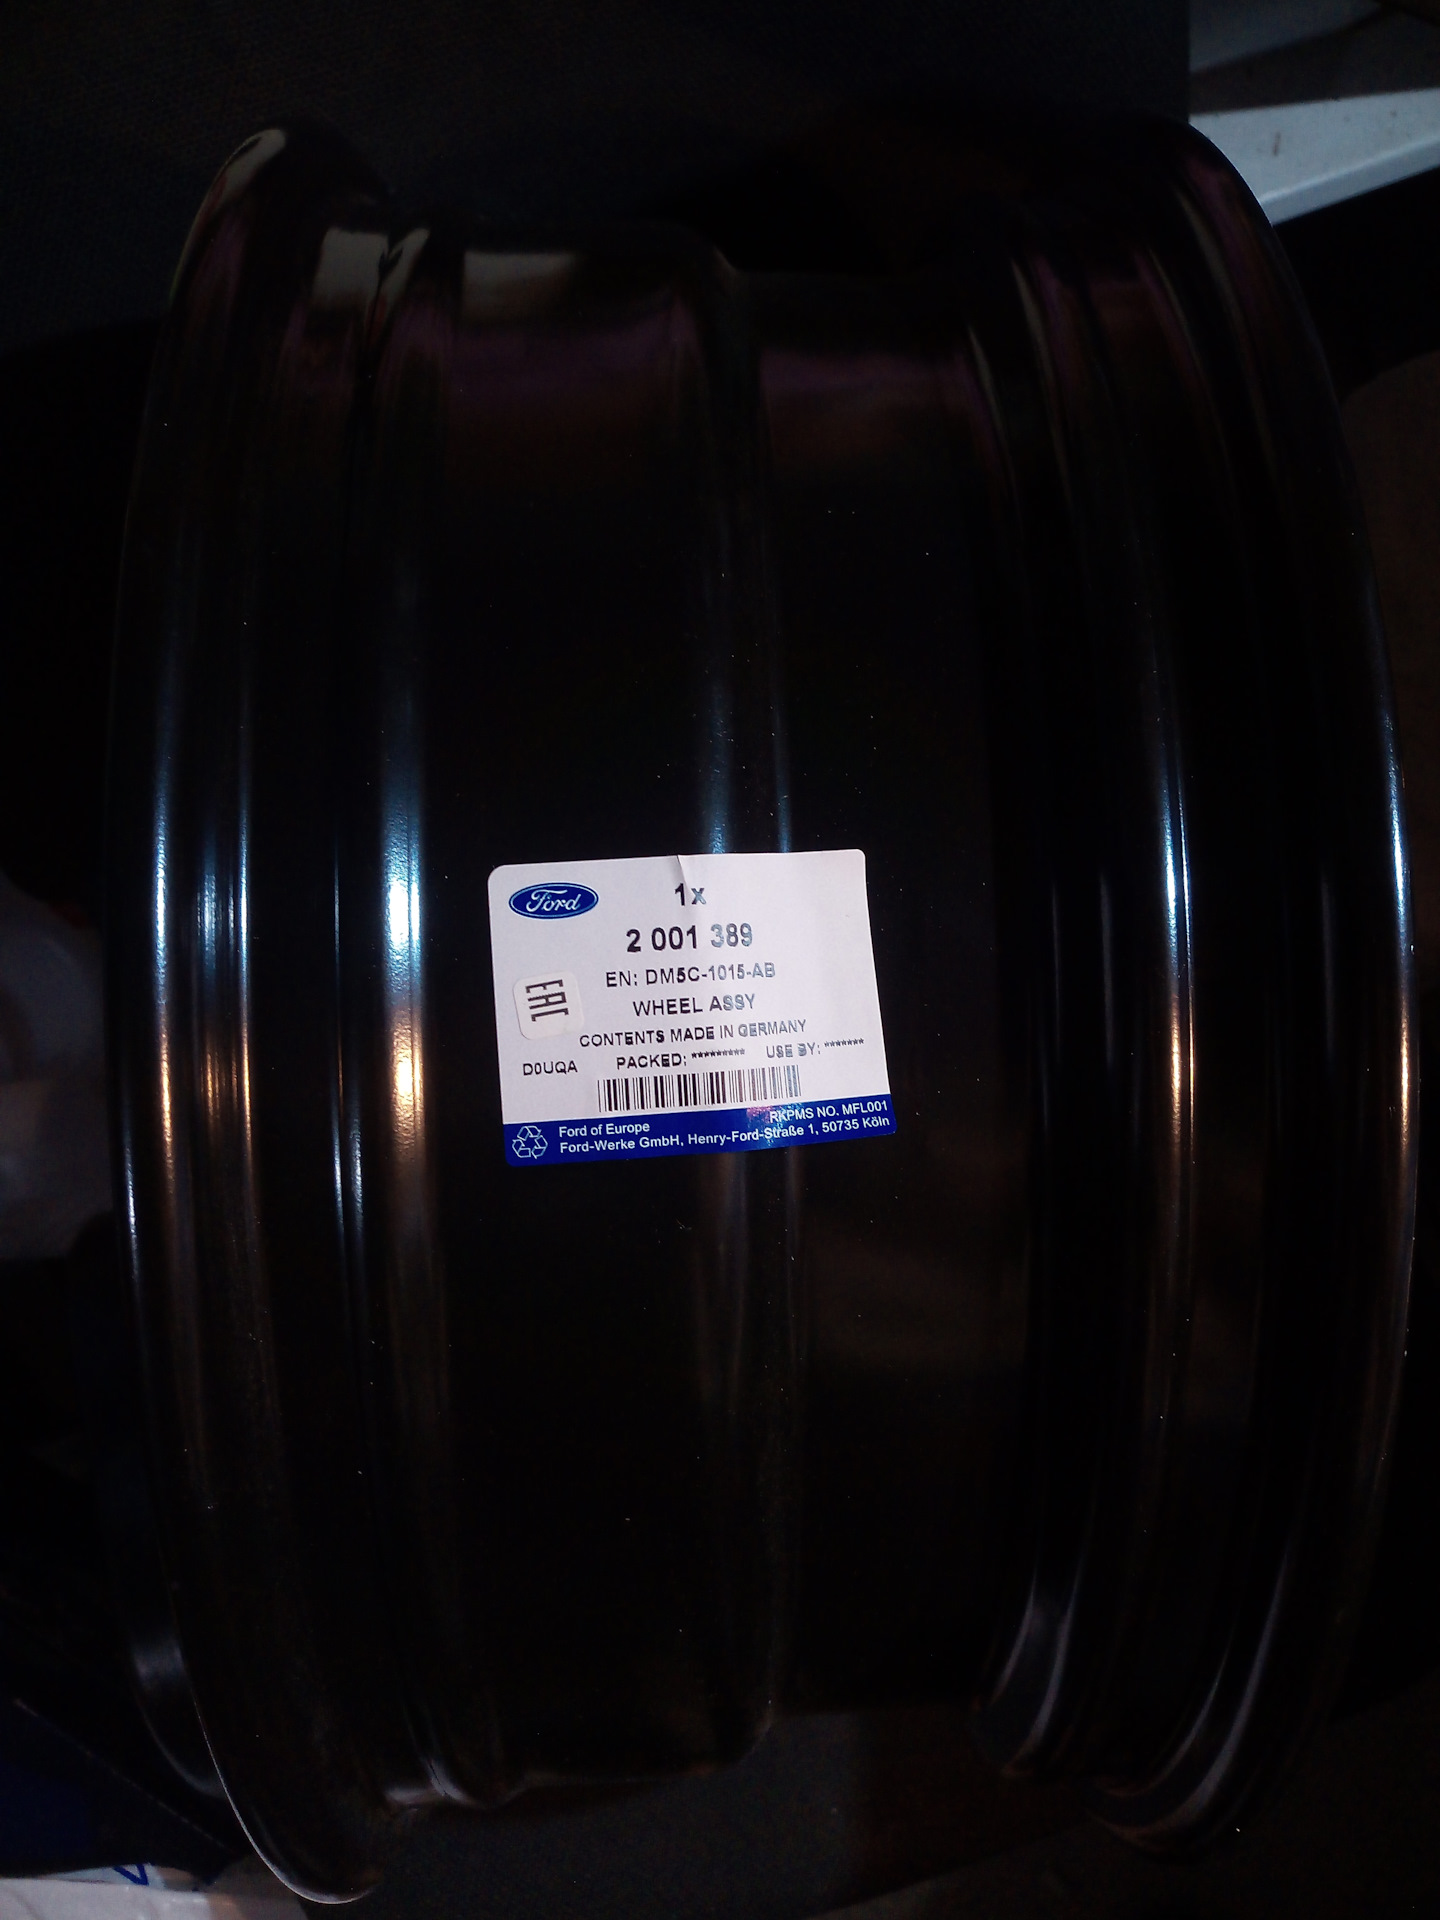 Ford
1x
2 001 389
EN: DM5C-1015-AB
WHEEL ASSY
EAC
CONTENTS MADE IN GERMANY
D0UQA PACKED: ********* USE BY: *******
RKPMS NO. MFL001
Ford of Europe
Ford-Werke GmbH, Henry-Ford-Straße 1, 50735 Köln